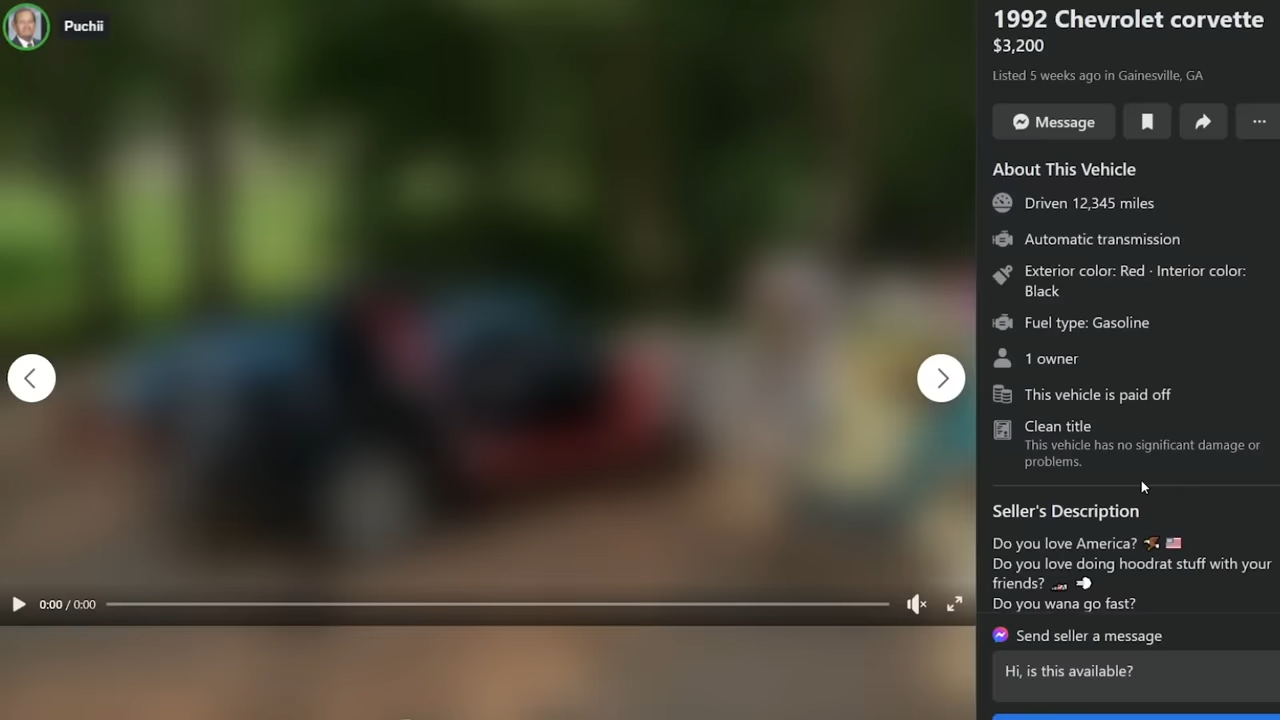 Puchii
1992 Chevrolet corvette
$3,200
Listed 5 weeks ago in Gainesville, GA
Message
About This Vehicle
Driven 12,345 miles
Automatic transmission
Exterior color: Red · Interior color:
Black
Fuel type: Gasoline
1 owner
This vehicle is paid off
Clean title
This vehicle has no significant damage or
problems.
Seller's Description
Do you love America? 🦅 🇺🇸
Do you love doing hoodrat stuff with your
friends? 🏎️ 💨
Do you wana go fast?
0:00 / 0:00
Send seller a message
Hi, is this available?